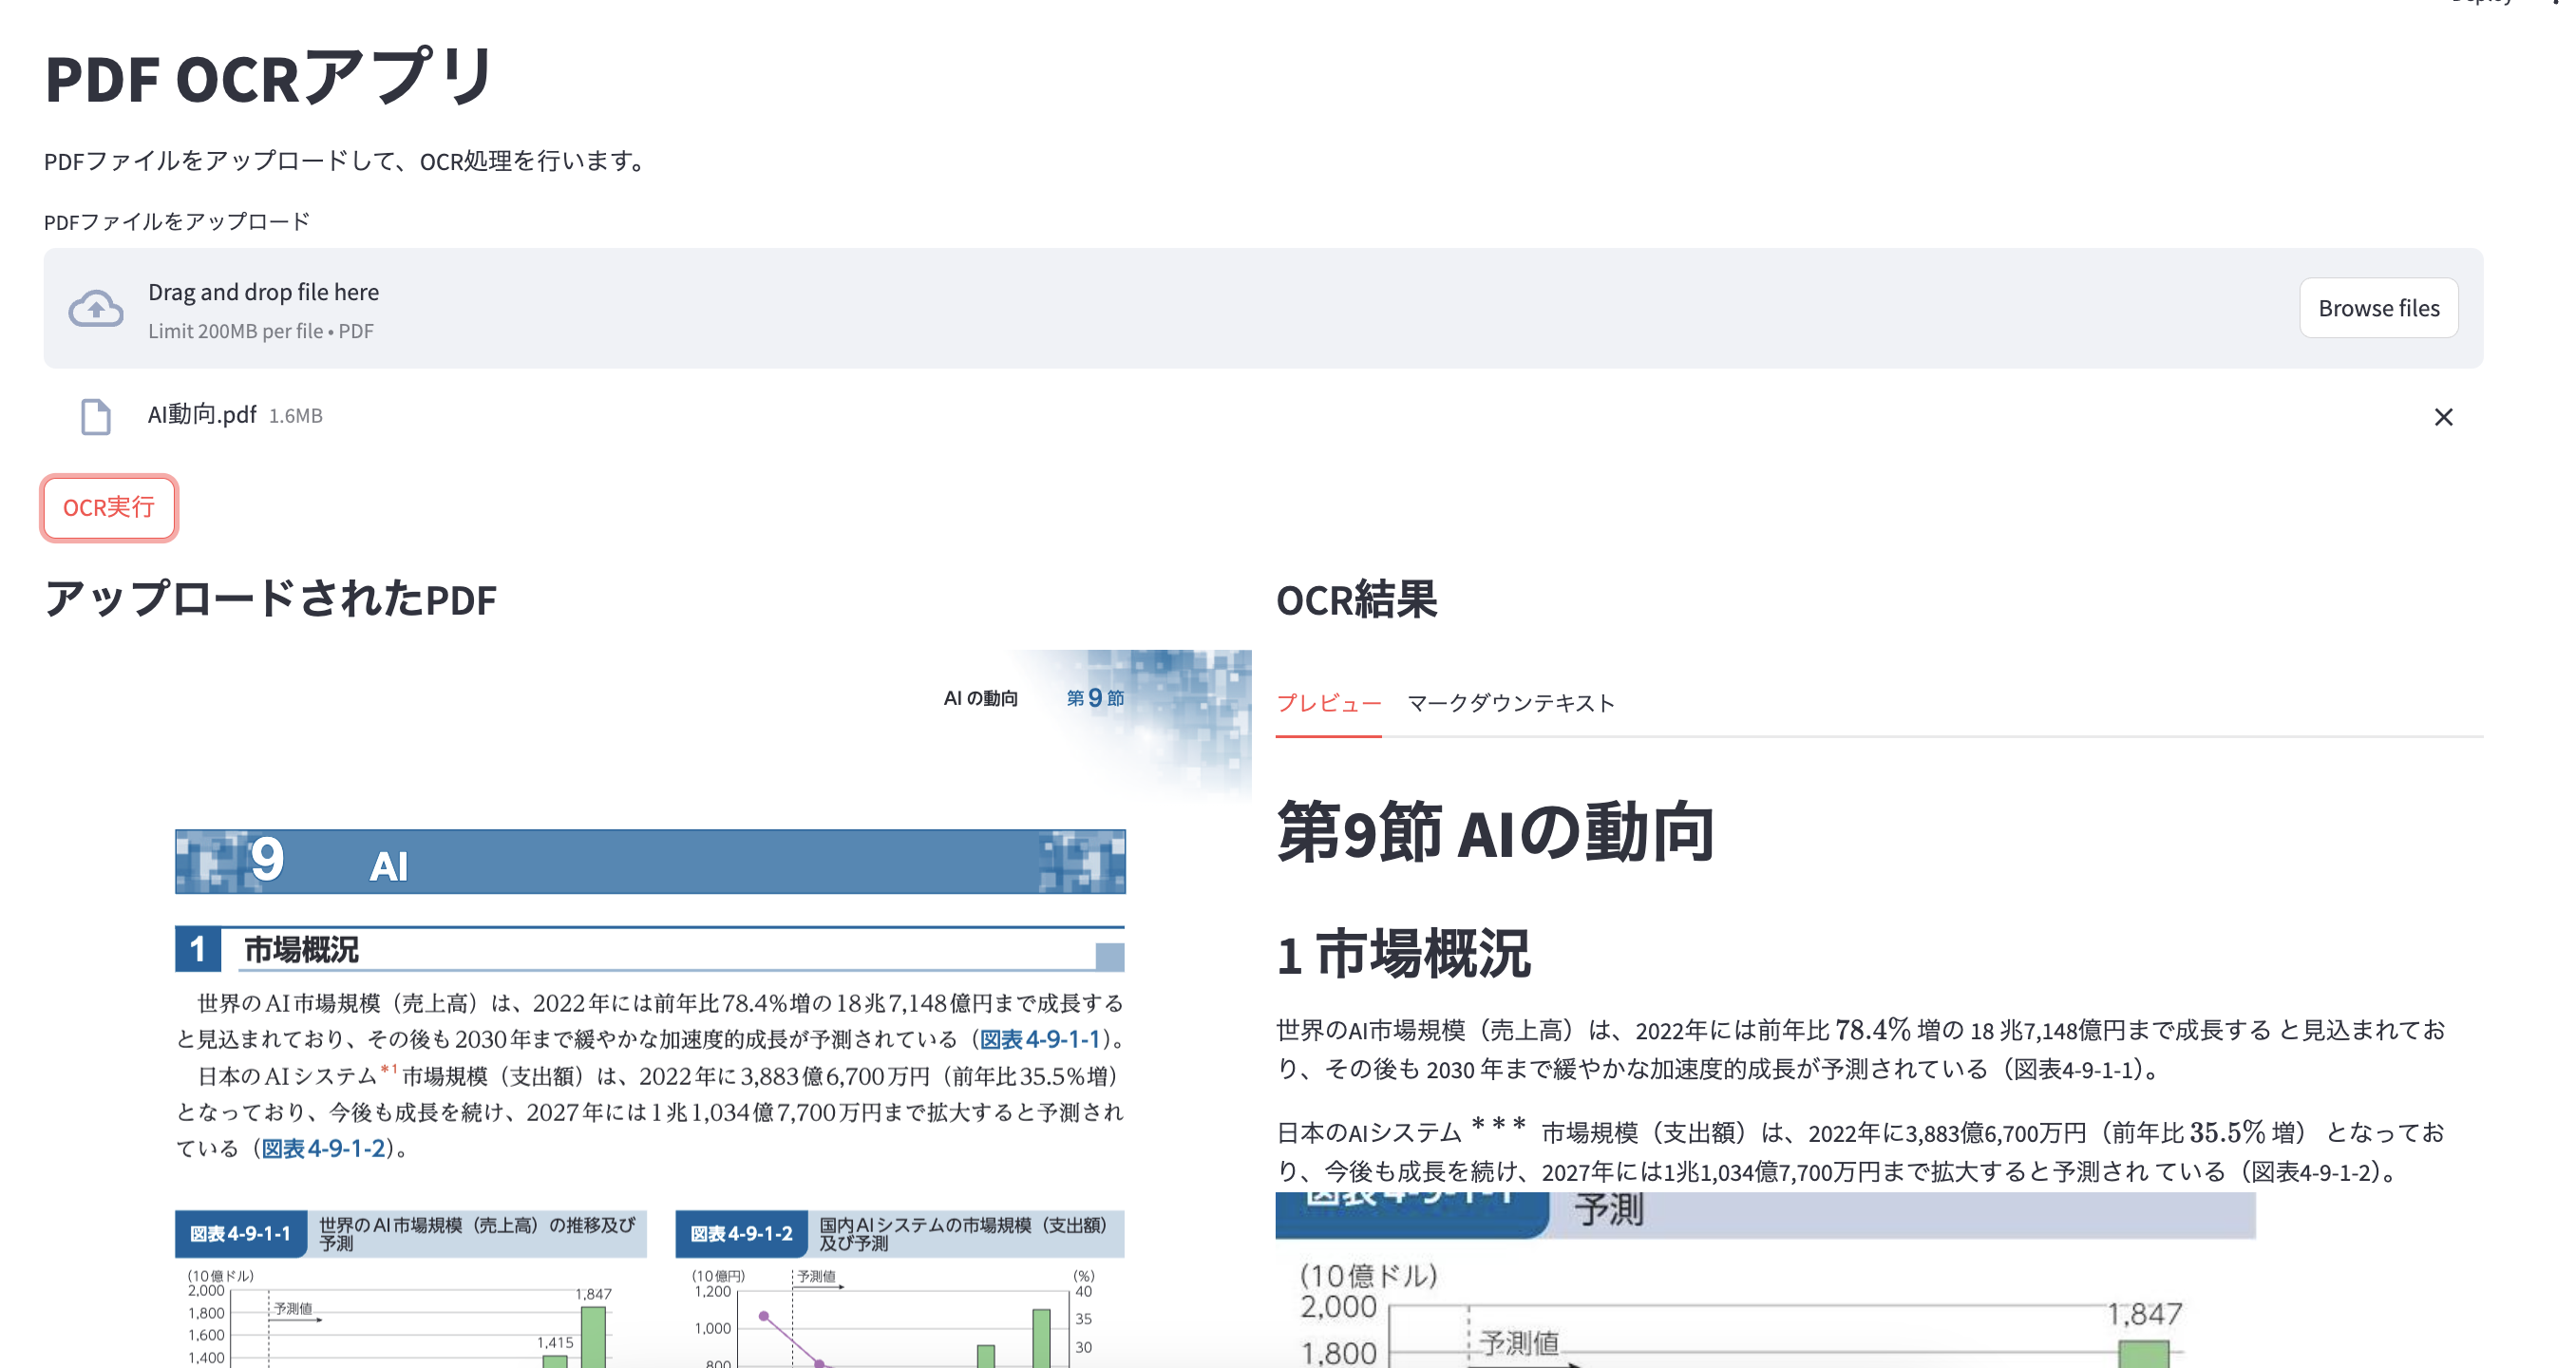 PDF OCRアプリ
PDFファイルをアップロードして、OCR処理を行います。
PDFファイルをアップロード
Drag and drop file here
Limit 200MB per file • PDF
Browse files
AI動向.pdf 1.6MB
OCR実行
アップロードされたPDF
AI の動向 第9節
9 AI
1 市場概況
世界のAI市場規模（売上高）は、2022年には前年比78.4%増の18兆7,148億円まで成長する
と見込まれており、その後も2030年まで緩やかな加速度的成長が予測されている（図表4-9-1-1）。
日本のAIシステム*1市場規模（支出額）は、2022年に3,883億6,700万円（前年比35.5%増）
となっており、今後も成長を続け、2027年には1兆1,034億7,700万円まで拡大すると予測され
ている（図表4-9-1-2）。
図表4-9-1-1 世界のAI市場規模（売上高）の推移及び
予測
(10億ドル)
2,000
1,800
1,600
1,400
予測値
1,847
1,415
図表4-9-1-2 国内AIシステムの市場規模（支出額）
及び予測
(10億円)
予測値
(%)
1,200
1,000
800
40
35
30
OCR結果
プレビュー マークダウンテキスト
第9節 AIの動向
1 市場概況
世界のAI市場規模（売上高）は、2022年には前年比 78.4% 増の 18 兆7,148億円まで成長する と見込まれてお
り、その後も 2030 年まで緩やかな加速度的成長が予測されている（図表4-9-1-1）。
日本のAIシステム *** 市場規模（支出額）は、2022年に3,883億6,700万円（前年比 35.5% 増） となってお
り、今後も成長を続け、2027年には1兆1,034億7,700万円まで拡大すると予測され ている（図表4-9-1-2）。
図表4-9-1-1 予測
(10億ドル)
2,000
1,800
予測値
1,847